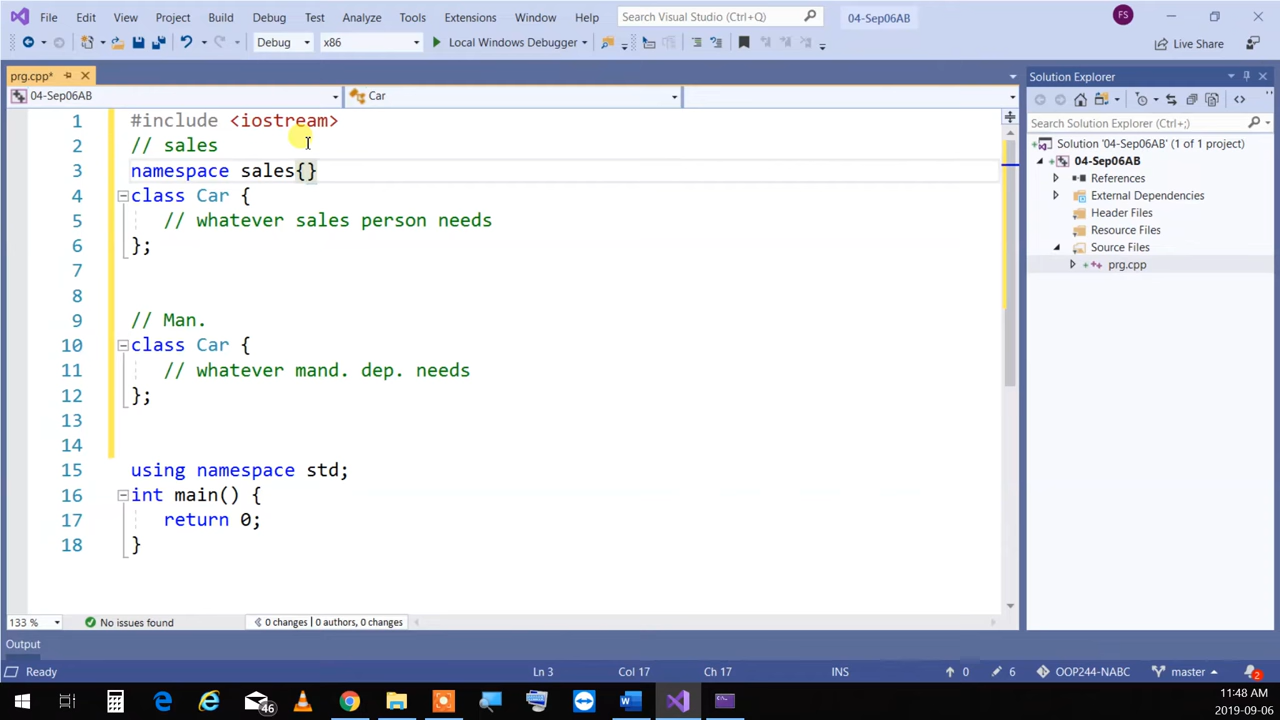 File Edit View Project Build Debug Test Analyze Tools Extensions Window Help Search Visual Studio (Ctrl+Q) 04-Sep06AB FS
Debug x86 Local Windows Debugger Live Share
prg.cpp* Solution Explorer
04-Sep06AB Car
Search Solution Explorer (Ctrl+;)
Solution '04-Sep06AB' (1 of 1 project)
04-Sep06AB
References
External Dependencies
Header Files
Resource Files
Source Files
prg.cpp
1 #include <iostream>
2 // sales
3 namespace sales{}
4 class Car {
5 // whatever sales person needs
6 };
7
8
9 // Man.
10 class Car {
11 // whatever mand. dep. needs
12 };
13
14
15 using namespace std;
16 int main() {
17 return 0;
18 }
133 % No issues found 0 changes | 0 authors, 0 changes
Output
Ready Ln 3 Col 17 Ch 17 INS 0 6 OOP244-NABC master 2
46 11:48 AM
2019-09-06